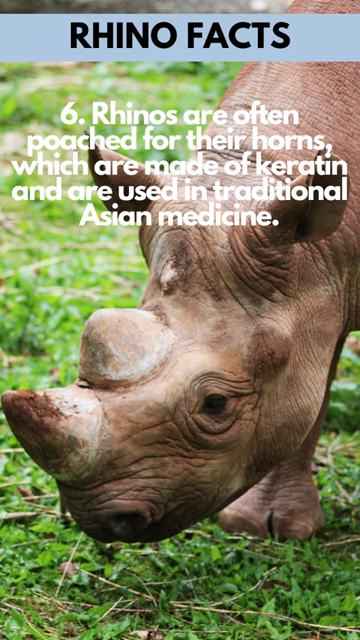 RHINO FACTS
6. Rhinos are often
poached for their horns,
which are made of keratin
and are used in traditional
Asian medicine.